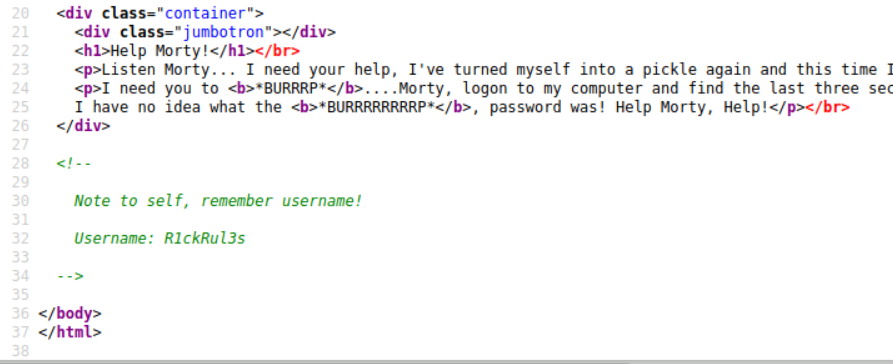 20 <div class="container">
21 <div class="jumbotron"></div>
22 <h1>Help Morty!</h1></br>
23 <p>Listen Morty... I need your help, I've turned myself into a pickle again and this time I
24 <p>I need you to <b>*BURRRP*</b>....Morty, logon to my computer and find the last three sec
25 I have no idea what the <b>*BURRRRRRRRP*</b>, password was! Help Morty, Help!</p></br>
26 </div>
27
28 <!--
29
30 Note to self, remember username!
31
32 Username: R1ckRul3s
33
34 -->
35
36 </body>
37 </html>
38